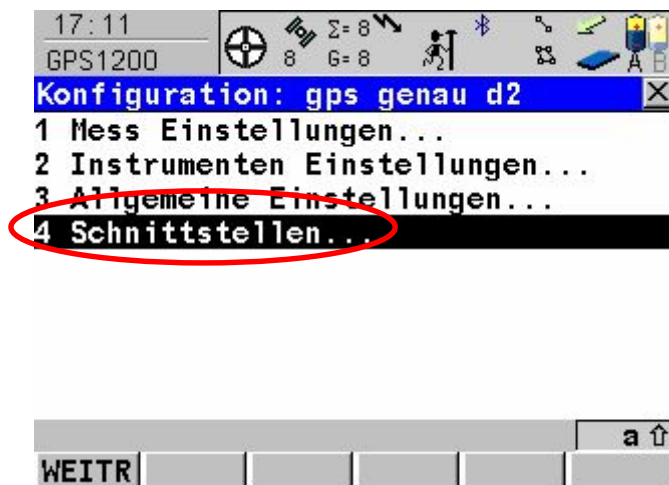 17:11
GPS1200
8
Σ= 8
G= 8
A B
Konfiguration: gps genau d2
1 Mess Einstellungen...
2 Instrumenten Einstellungen...
3 Allgemeine Einstellungen...
4 Schnittstellen...
a ⇧
WEITR